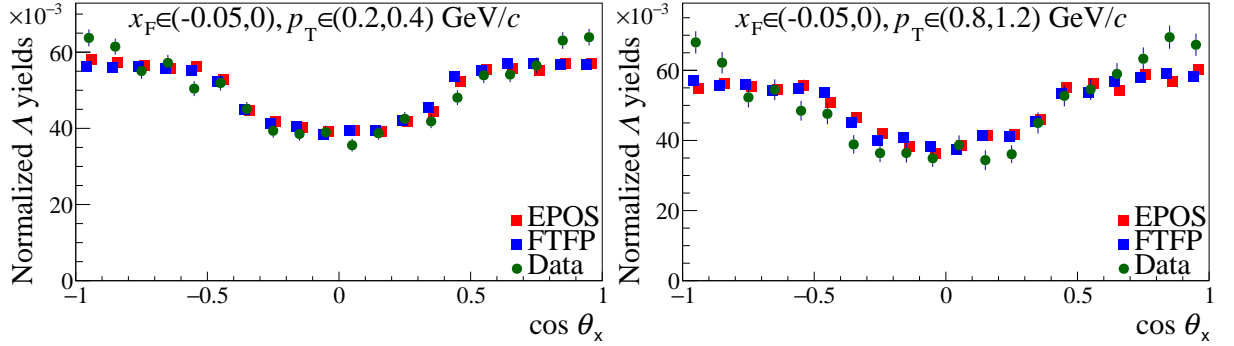 ×10⁻³
x_F∈(-0.05,0), p_T∈(0.2,0.4) GeV/c
Normalized Λ yields
60
40
20
0
EPOS
FTFP
Data
−1
−0.5
0
0.5
1
cos θ_x
×10⁻³
x_F∈(-0.05,0), p_T∈(0.8,1.2) GeV/c
Normalized Λ yields
80
60
40
20
0
EPOS
FTFP
Data
−1
−0.5
0
0.5
1
cos θ_x